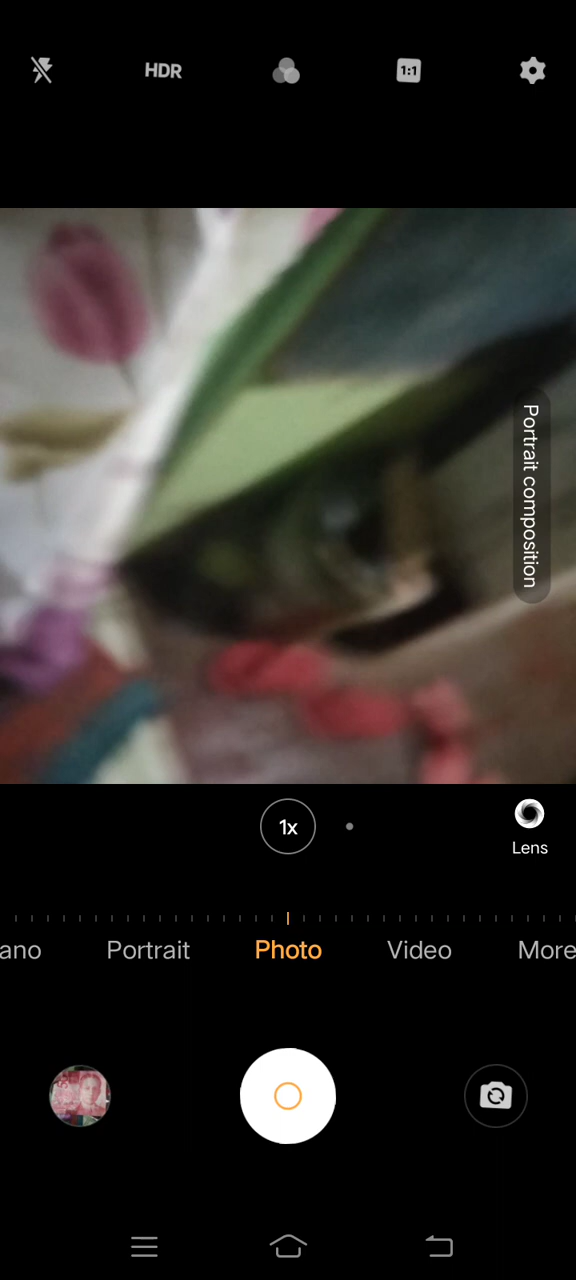 HDR
1:1
Portrait composition
1x
Lens
ano
Portrait
Photo
Video
More